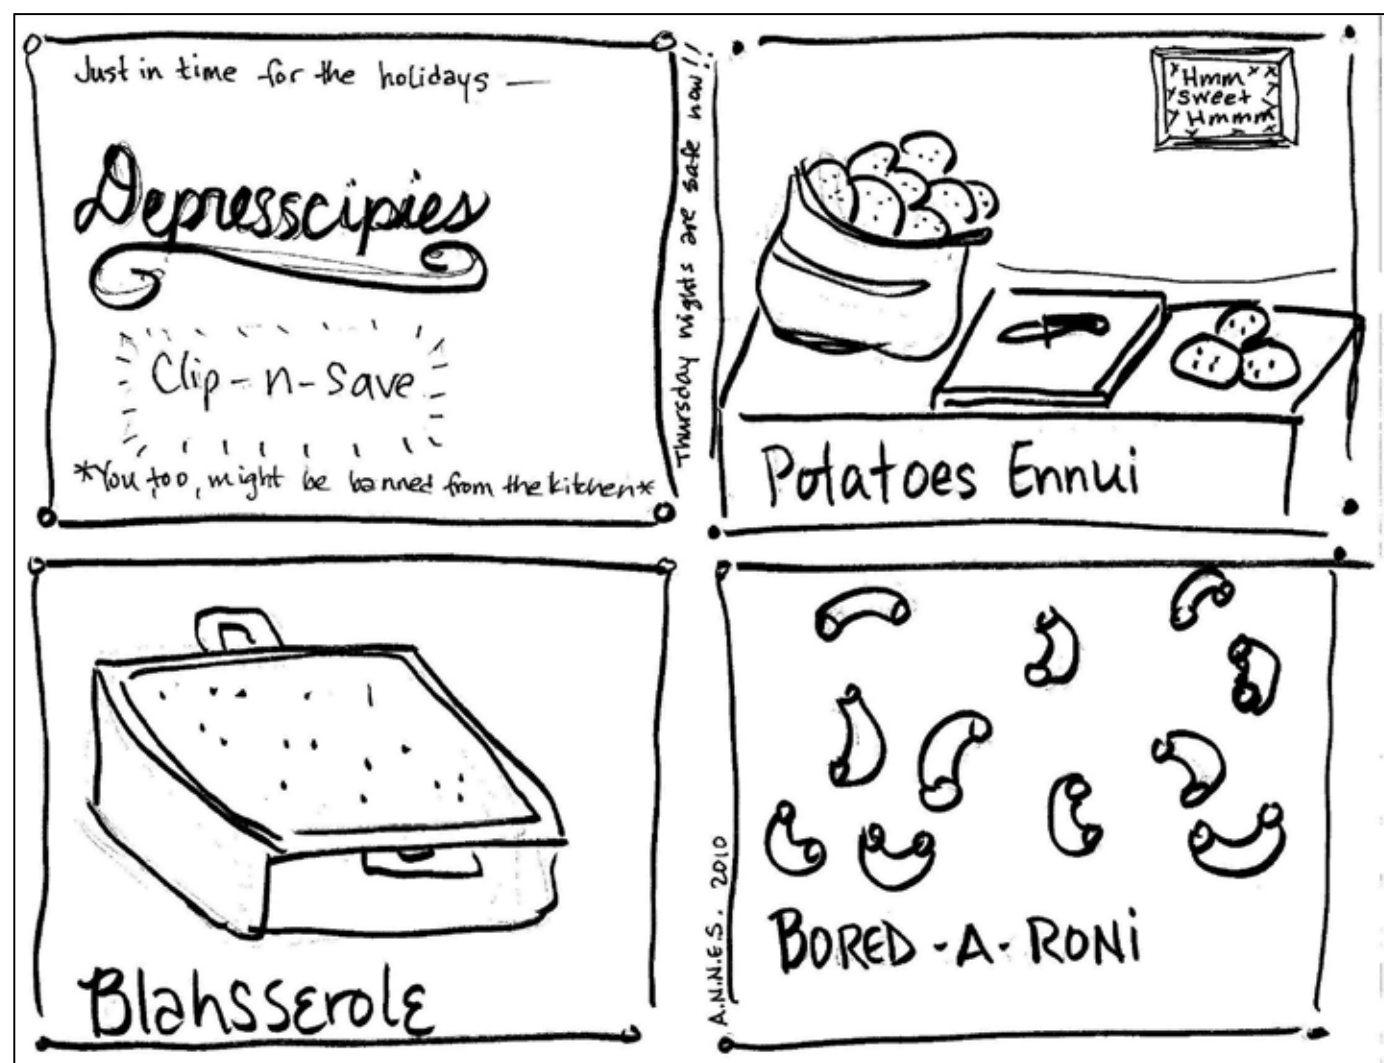 Just in time for the holidays —
Depresscipies
Clip-n-Save
*You too, might be banned from the kitchen*
Thursday nights are safe now!!
Hmm
sweet
Hmmm
Potatoes Ennui
Blahsserole
A.N.N.E.S. 2010
BORED-A-RONi